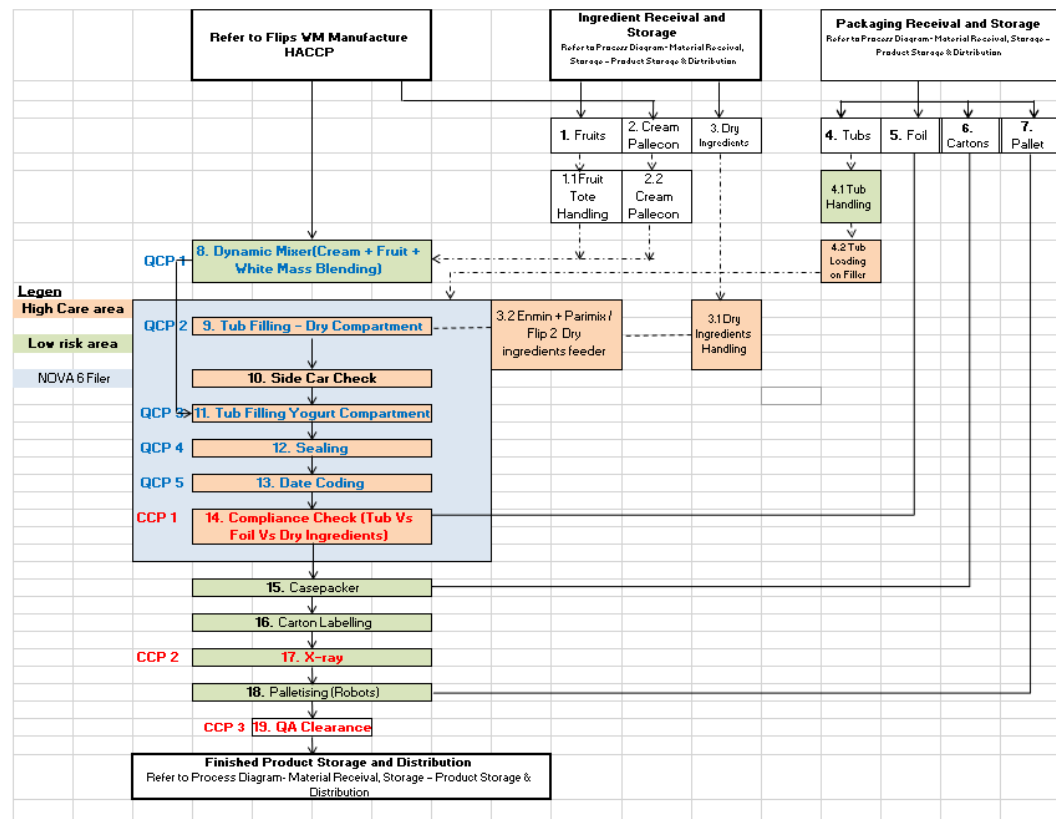 Refer to Flips WM Manufacture
HACCP
Ingredient Receival and
Storage
Refer to Process Diagram- Material Receival,
Storage – Product Storage & Distribution
Packaging Receival and Storage
Refer to Process Diagram- Material Receival, Storage –
Product Storage & Distribution
1. Fruits
2. Cream
Pallecon
3. Dry
Ingredients
4. Tubs
5. Foil
6.
Cartons
7.
Pallet
1.1 Fruit
Tote
Handling
2.2
Cream
Pallecon
4.1 Tub
Handling
QCP 1
8. Dynamic Mixer(Cream + Fruit +
White Mass Blending)
4.2 Tub
Loading
on Filler
Legen
High Care area
Low risk area
NOVA 6 Filer
QCP 2
9. Tub Filling - Dry Compartment
3.2 Enmin + Parimix /
Flip 2 Dry
ingredients feeder
3.1 Dry
Ingredients
Handling
10. Side Car Check
QCP 3
11. Tub Filling Yogurt Compartment
QCP 4
12. Sealing
QCP 5
13. Date Coding
CCP 1
14. Compliance Check (Tub Vs
Foil Vs Dry Ingredients)
15. Casepacker
16. Carton Labelling
CCP 2
17. X-ray
18. Palletising (Robots)
CCP 3
19. QA Clearance
Finished Product Storage and Distribution
Refer to Process Diagram- Material Receival, Storage – Product Storage &
Distribution